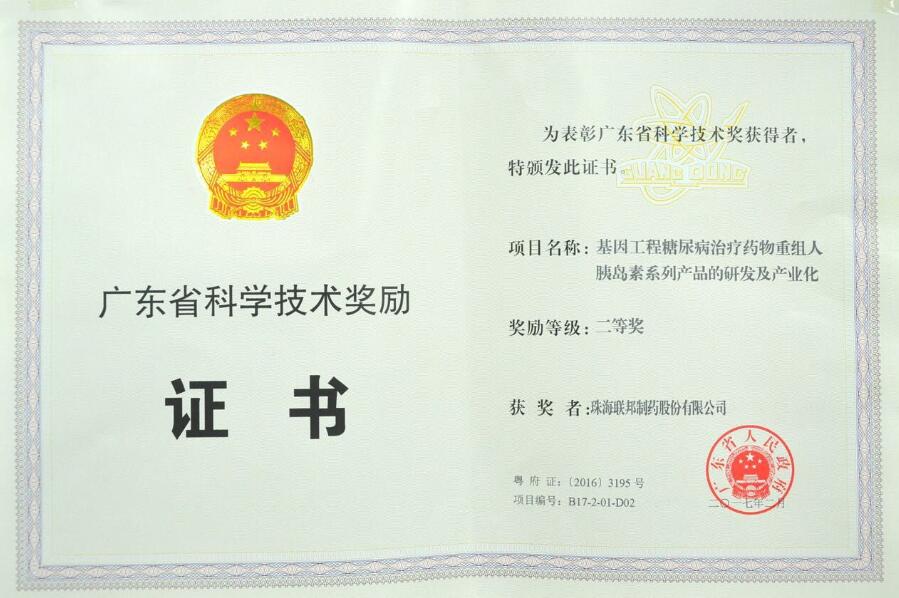 广东省科学技术奖励
证 书
为表彰广东省科学技术奖获得者，
特颁发此证书。
GUANG DONG
项目名称：基因工程糖尿病治疗药物重组人
胰岛素系列产品的研发及产业化
奖励等级：二等奖
获 奖 者：珠海联邦制药股份有限公司
广东省人民政府
粤 府 证：〔2016〕3195 号
项目编号：B17-2-01-D02
二〇一七年二月